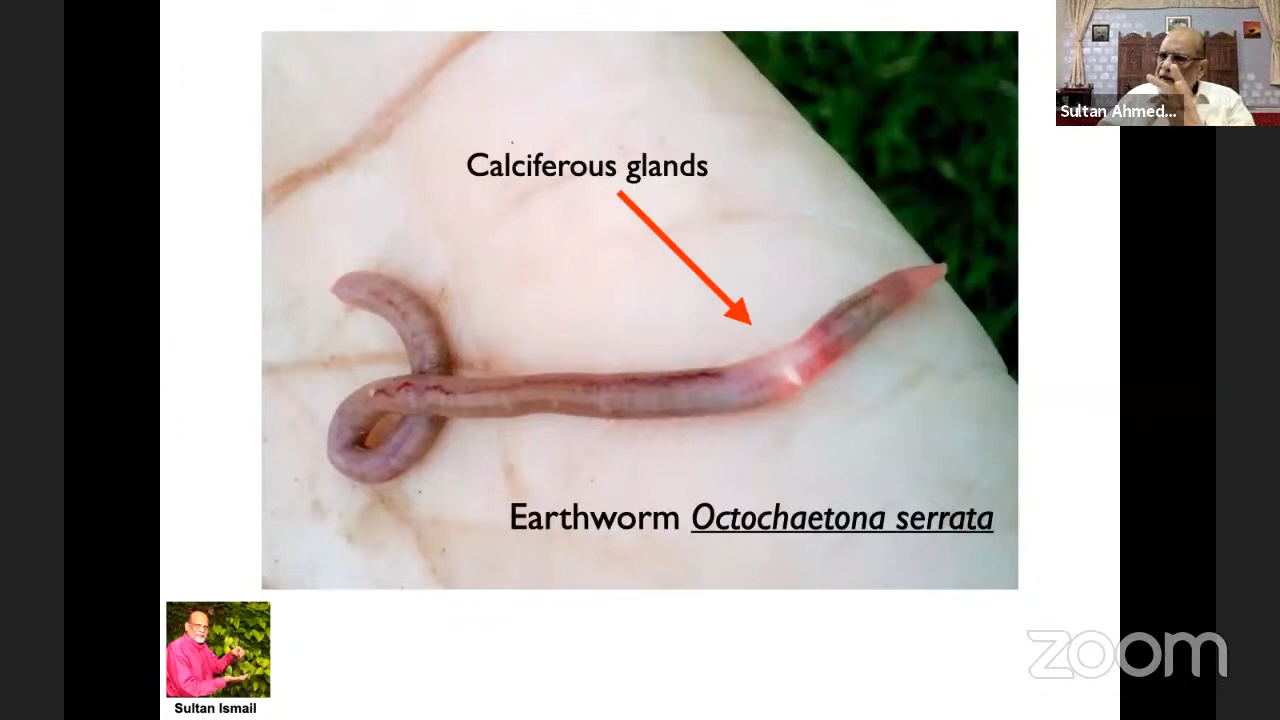 Sultan Ahmed...
Calciferous glands
Earthworm Octochaetona serrata
Sultan Ismail
zoom